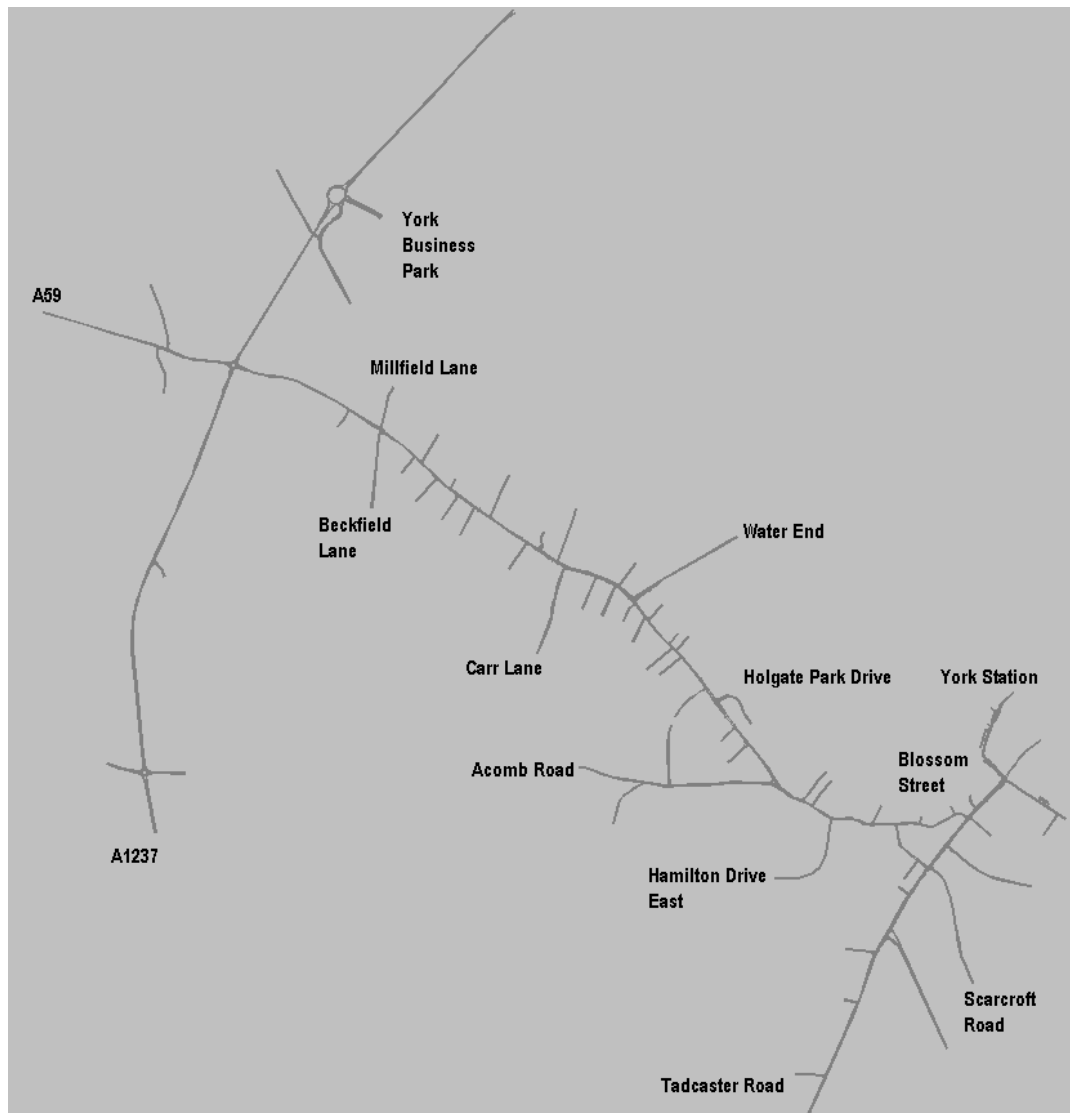 York
Business
Park
A59
Millfield Lane
Beckfield
Lane
Water End
Carr Lane
Holgate Park Drive
York Station
Acomb Road
Blossom
Street
A1237
Hamilton Drive
East
Scarcroft
Road
Tadcaster Road